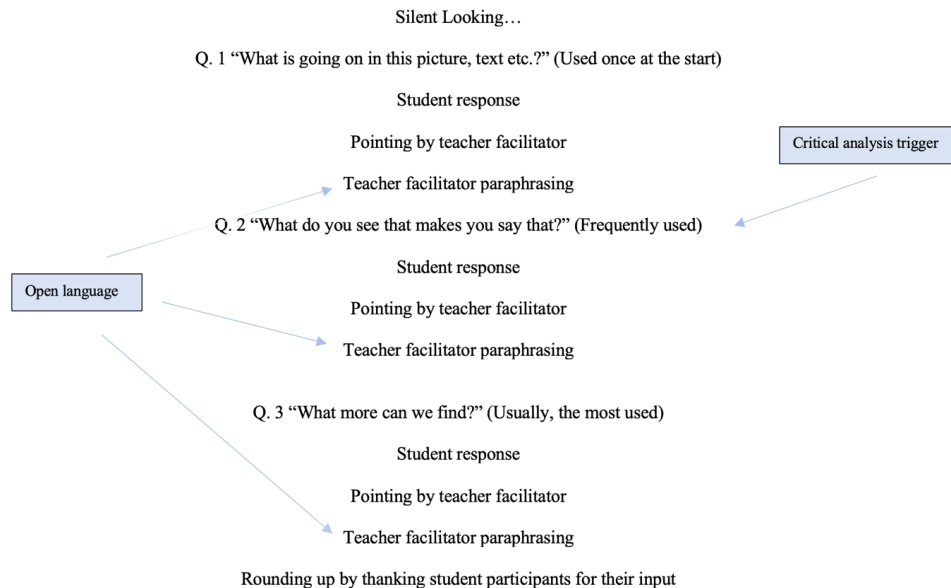 Silent Looking…
Q. 1 “What is going on in this picture, text etc.?” (Used once at the start)
Student response
Pointing by teacher facilitator
Critical analysis trigger
Teacher facilitator paraphrasing
Q. 2 “What do you see that makes you say that?” (Frequently used)
Student response
Open language
Pointing by teacher facilitator
Teacher facilitator paraphrasing
Q. 3 “What more can we find?” (Usually, the most used)
Student response
Pointing by teacher facilitator
Teacher facilitator paraphrasing
Rounding up by thanking student participants for their input